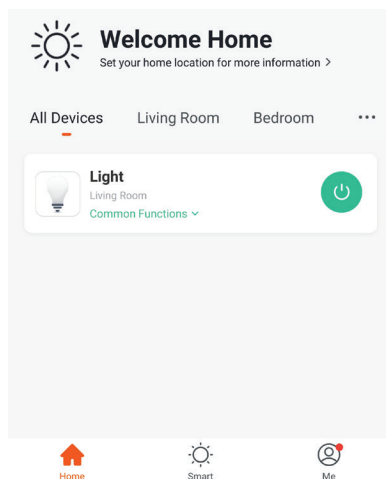 Welcome Home
Set your home location for more information >
All Devices Living Room Bedroom ...
Light
Living Room
Common Functions
Home Smart Me